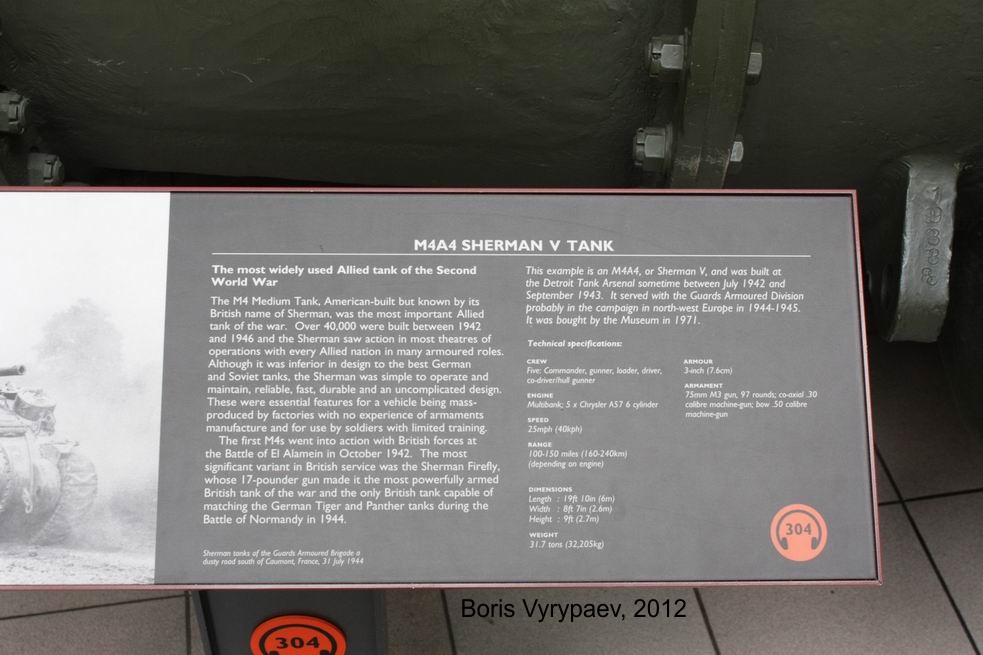 M4A4 SHERMAN V TANK
The most widely used Allied tank of the Second
World War
The M4 Medium Tank, American-built but known by its
British name of Sherman, was the most important Allied
tank of the war. Over 40,000 were built between 1942
and 1946 and the Sherman saw action in most theatres of
operations with every Allied nation in many armoured roles.
Although it was inferior in design to the best German
and Soviet tanks, the Sherman was simple to operate and
maintain, reliable, fast, durable and an uncomplicated design.
These were essential features for a vehicle being mass-
produced by factories with no experience of armaments
manufacture and for use by soldiers with limited training.
The first M4s went into action with British forces at
the Battle of El Alamein in October 1942. The most
significant variant in British service was the Sherman Firefly,
whose 17-pounder gun made it the most powerfully armed
British tank of the war and the only British tank capable of
matching the German Tiger and Panther tanks during the
Battle of Normandy in 1944.
Sherman tanks of the Guards Armoured Brigade a
dusty road south of Caumont, France, 31 July 1944
This example is an M4A4, or Sherman V, and was built at
the Detroit Tank Arsenal sometime between July 1942 and
September 1943. It served with the Guards Armoured Division
probably in the campaign in north-west Europe in 1944-1945.
It was bought by the Museum in 1971.
Technical specifications:
CREW
Five: Commander, gunner, loader, driver,
co-driver/hull gunner
ENGINE
Multibank; 5 x Chrysler A57 6 cylinder
SPEED
25mph (40kph)
RANGE
100-150 miles (160-240km)
(depending on engine)
DIMENSIONS
Length : 19ft 10in (6m)
Width : 8ft 7in (2.6m)
Height : 9ft (2.7m)
WEIGHT
31.7 tons (32,205kg)
ARMOUR
3-inch (7.6cm)
ARMAMENT
75mm M3 gun, 97 rounds; co-axial .30
calibre machine-gun; bow .50 calibre
machine-gun
304
304
Boris Vyrypaev, 2012